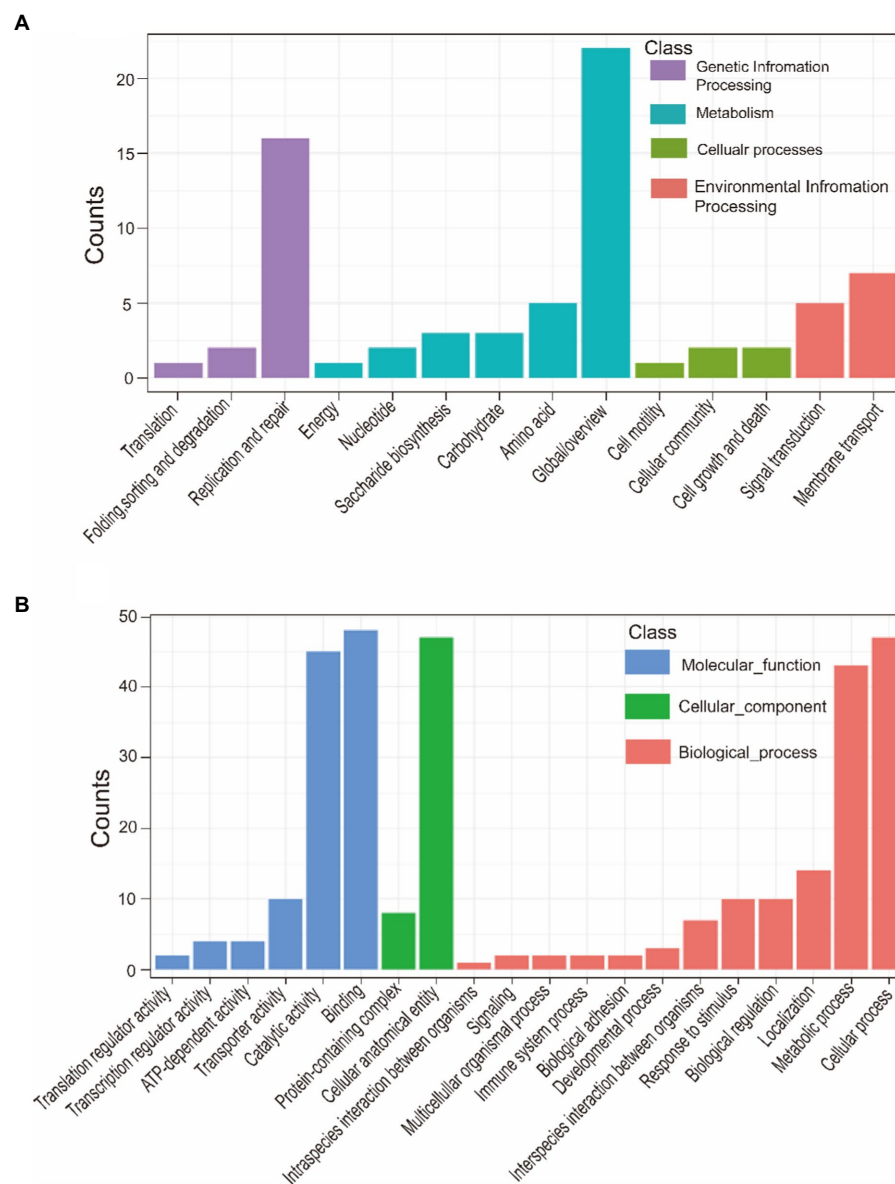 A
Class
Genetic Infromation
Processing
Metabolism
Cellualr processes
Environmental Infromation
Processing
Counts
20
15
10
5
0
Translation
Folding,sorting and degradation
Replication and repair
Energy
Nucleotide
Saccharide biosynthesis
Carbohydrate
Amino acid
Global/overview
Cell motility
Cellular community
Cell growth and death
Signal transduction
Membrane transport
B
Class
Molecular_function
Cellular_component
Biological_process
Counts
50
40
30
20
10
0
Translation regulator activity
Transcription regulator activity
ATP-dependent activity
Transporter activity
Catalytic activity
Binding
Protein-containing complex
Cellular anatomical entity
Intraspecies interaction between organisms
Signaling
Multicellular organismal process
Immune system process
Biological adhesion
Developmental process
Interspecies interaction between organisms
Response to stimulus
Biological regulation
Localization
Metabolic process
Cellular process